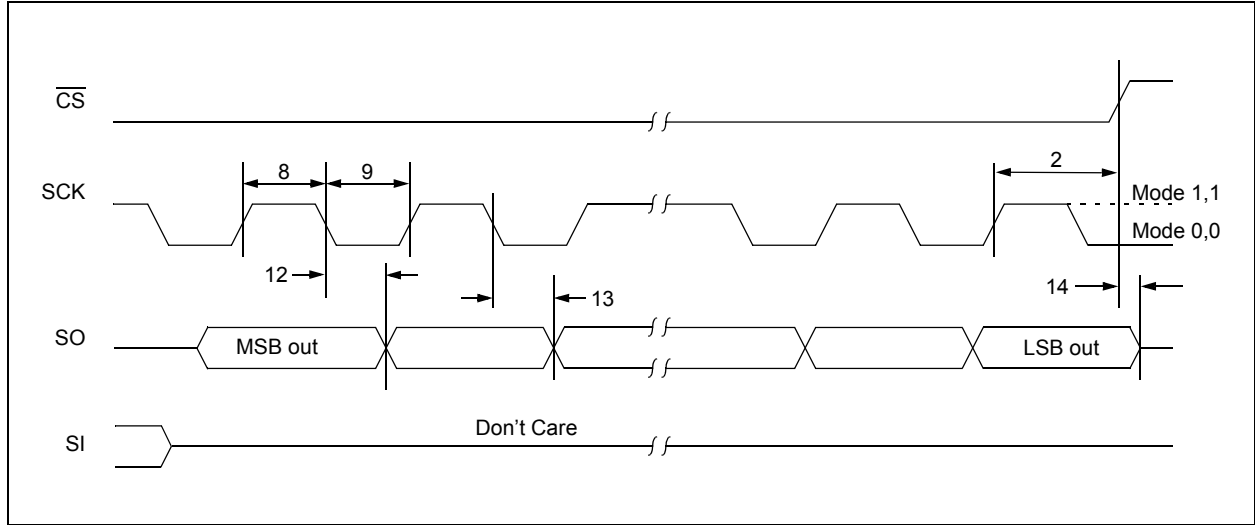 CS
2
8
9
SCK
Mode 1,1
Mode 0,0
12
13
14
SO
MSB out
LSB out
Don't Care
SI